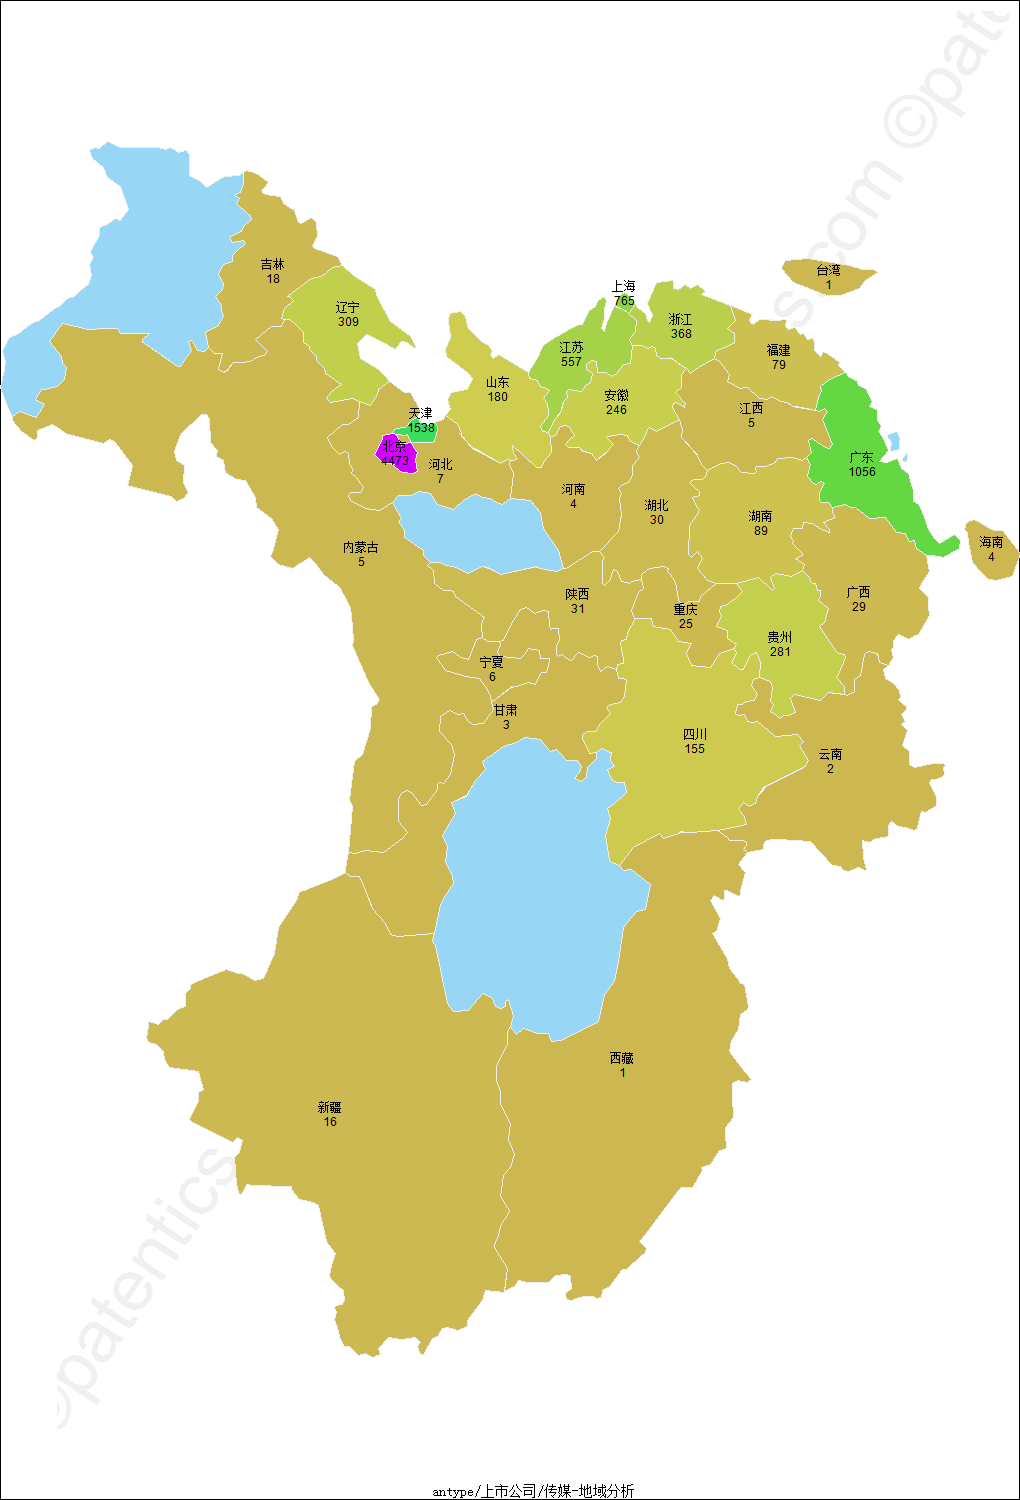 吉林
18
辽宁
309
上海
765
台湾
1
浙江
368
江苏
557
福建
79
山东
180
安徽
246
江西
5
天津
1538
北京
4473
河北
7
广东
1056
河南
4
湖北
30
湖南
89
海南
4
内蒙古
5
陕西
31
重庆
25
广西
29
贵州
281
宁夏
6
甘肃
3
四川
155
云南
2
西藏
1
新疆
16
©patentics
s.com ©pate
antype/上市公司/传媒-地域分析